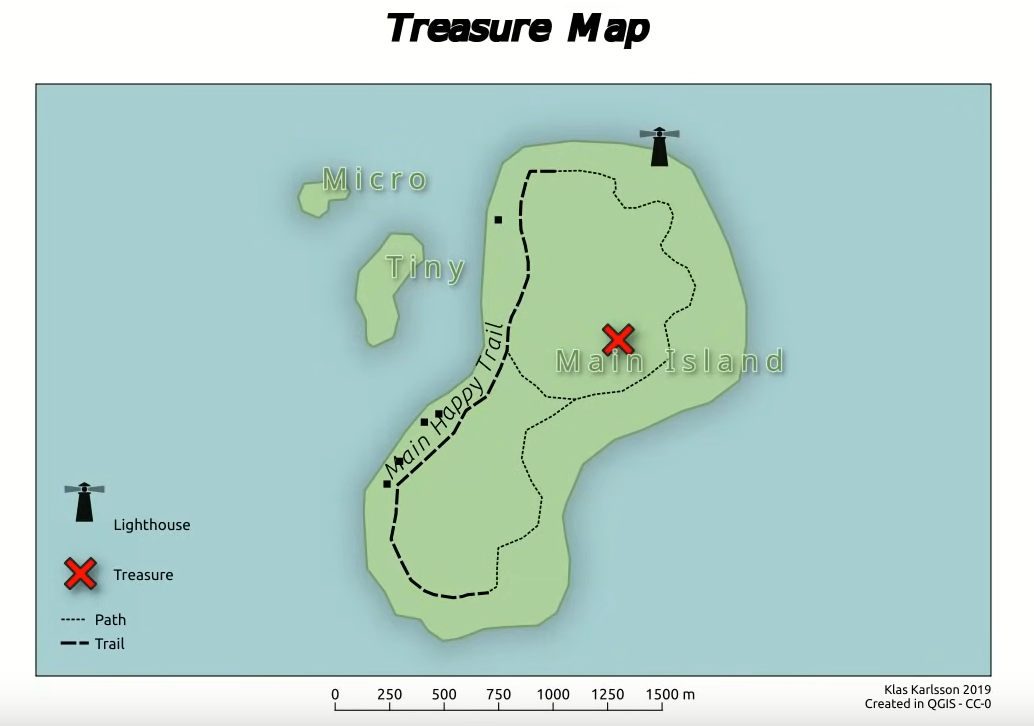 Treasure Map
Micro
Tiny
Main Island
Main Happy Trail
Lighthouse
Treasure
Path
Trail
0 250 500 750 1000 1250 1500 m
Klas Karlsson 2019
Created in QGIS - CC-0